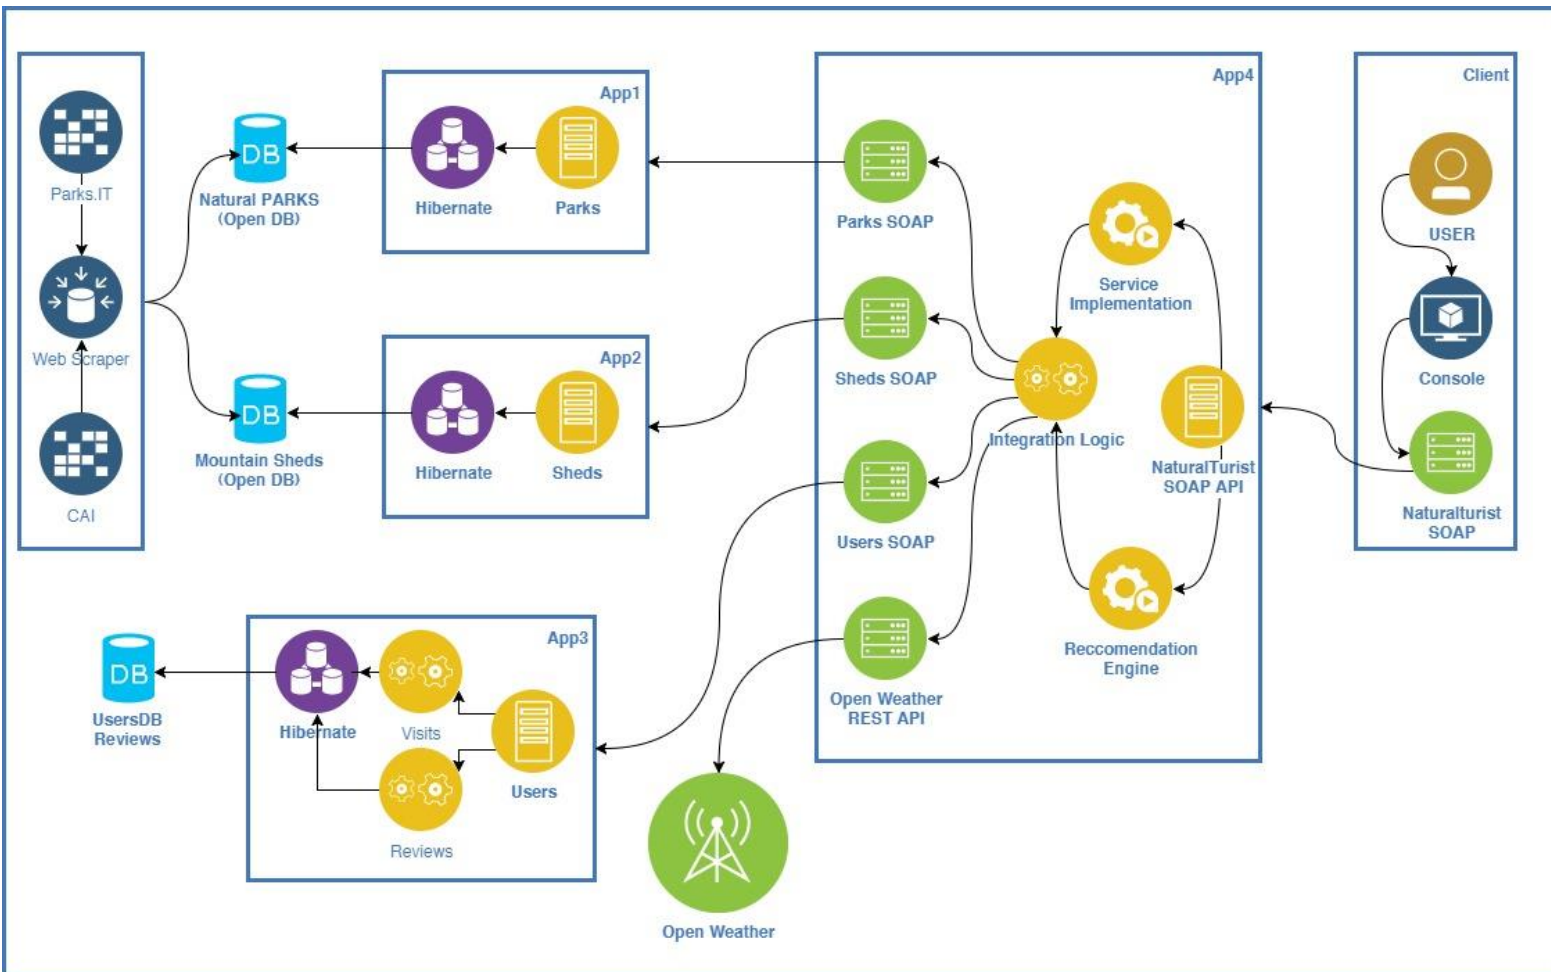 Parks.IT
Web Scraper
CAI
DB
Natural PARKS
(Open DB)
DB
Mountain Sheds
(Open DB)
App1
Hibernate
Parks
App2
Hibernate
Sheds
DB
UsersDB
Reviews
App3
Hibernate
Visits
Users
Reviews
Open Weather
App4
Parks SOAP
Sheds SOAP
Users SOAP
Open Weather
REST API
Service
Implementation
Integration Logic
NaturalTurist
SOAP API
Reccomendation
Engine
Client
USER
Console
Naturalturist
SOAP